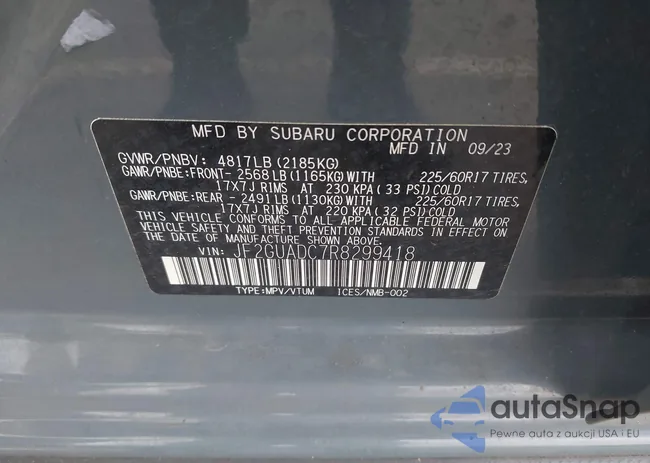 MFD BY SUBARU CORPORATION
GVWR/PNBV: 4817LB (2185KG) MFD IN 09/23
GAWR/PNBE:FRONT- 2568LB (1165KG) WITH 225/60R17 TIRES,
17X7J RIMS AT 230 KPA (33 PSI) COLD
GAWR/PNBE:REAR - 2491LB (1130KG) WITH 225/60R17 TIRES,
17X7J RIMS AT 220 KPA (32 PSI) COLD
THIS VEHICLE CONFORMS TO ALL APPLICABLE FEDERAL MOTOR
VEHICLE SAFETY AND THEFT PREVENTION STANDARDS IN EFFECT ON
THE DATE OF MANUFACTURE SHOWN ABOVE.
VIN: JF2GUADC7R8299418
TYPE:MPV/VTUM ICES/NMB-002
autaSnap
Pewne auta z aukcji USA i EU